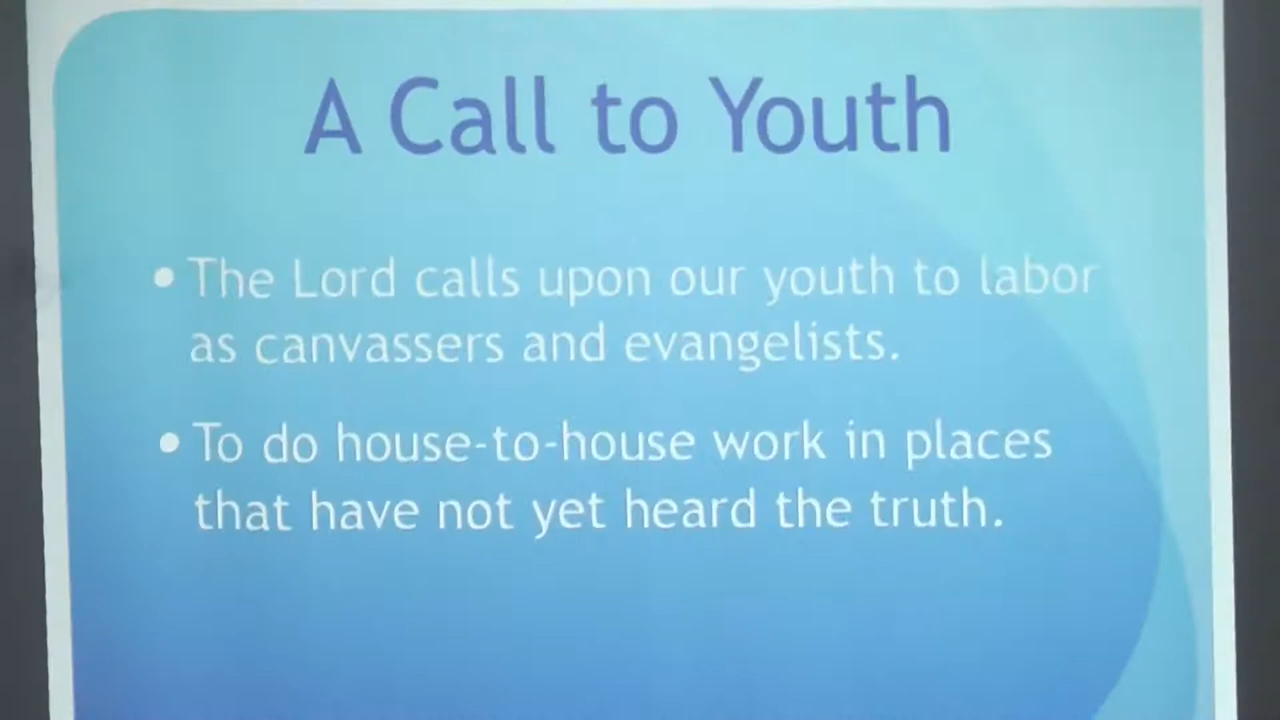 A Call to Youth
• The Lord calls upon our youth to labor
as canvassers and evangelists.
• To do house-to-house work in places
that have not yet heard the truth.